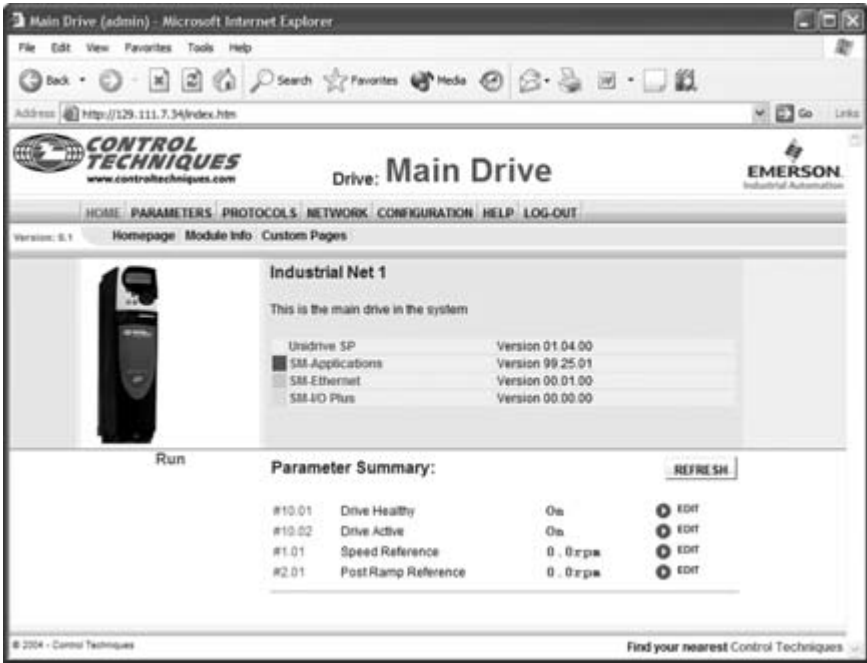 Main Drive (admin) - Microsoft Internet Explorer
File Edit View Favorites Tools Help
Back Search Favorites Media
Address http://129.111.7.34/index.htm Go Links
CONTROL
TECHNIQUES
www.controltechniques.com
Drive: Main Drive
EMERSON
Industrial Automation
HOME PARAMETERS PROTOCOLS NETWORK CONFIGURATION HELP LOG-OUT
Homepage Module Info Custom Pages
Industrial Net 1
This is the main drive in the system
Unidrive SP Version 01.04.00
SM-Applications Version 99.25.01
SM-Ethernet Version 00.01.00
SM-I/O Plus Version 00.00.00
Run
Parameter Summary:
REFRESH
#10.01 Drive Healthy On EDIT
#10.02 Drive Active On EDIT
#1.01 Speed Reference 0.0rpm EDIT
#2.01 Post Ramp Reference 0.0rpm EDIT
© 2004 - Control Techniques
Find your nearest Control Techniques